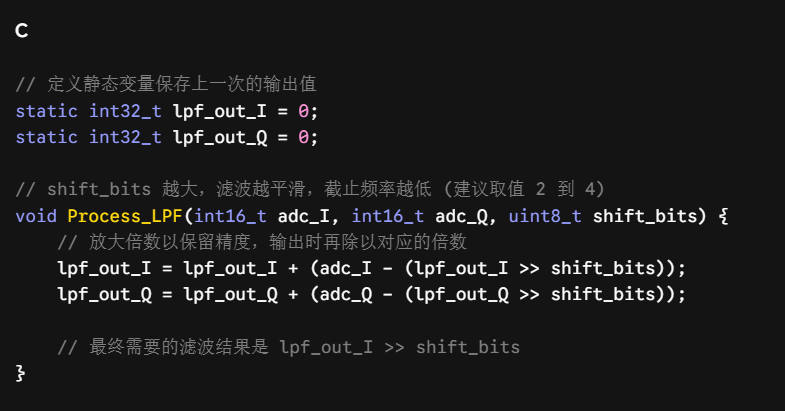 C
// 定义静态变量保存上一次的输出值
static int32_t lpf_out_I = 0;
static int32_t lpf_out_Q = 0;
// shift_bits 越大，滤波越平滑，截止频率越低 (建议取值 2 到 4)
void Process_LPF(int16_t adc_I, int16_t adc_Q, uint8_t shift_bits) {
    // 放大倍数以保留精度，输出时再除以对应的倍数
    lpf_out_I = lpf_out_I + (adc_I - (lpf_out_I >> shift_bits));
    lpf_out_Q = lpf_out_Q + (adc_Q - (lpf_out_Q >> shift_bits));
    // 最终需要的滤波结果是 lpf_out_I >> shift_bits
}